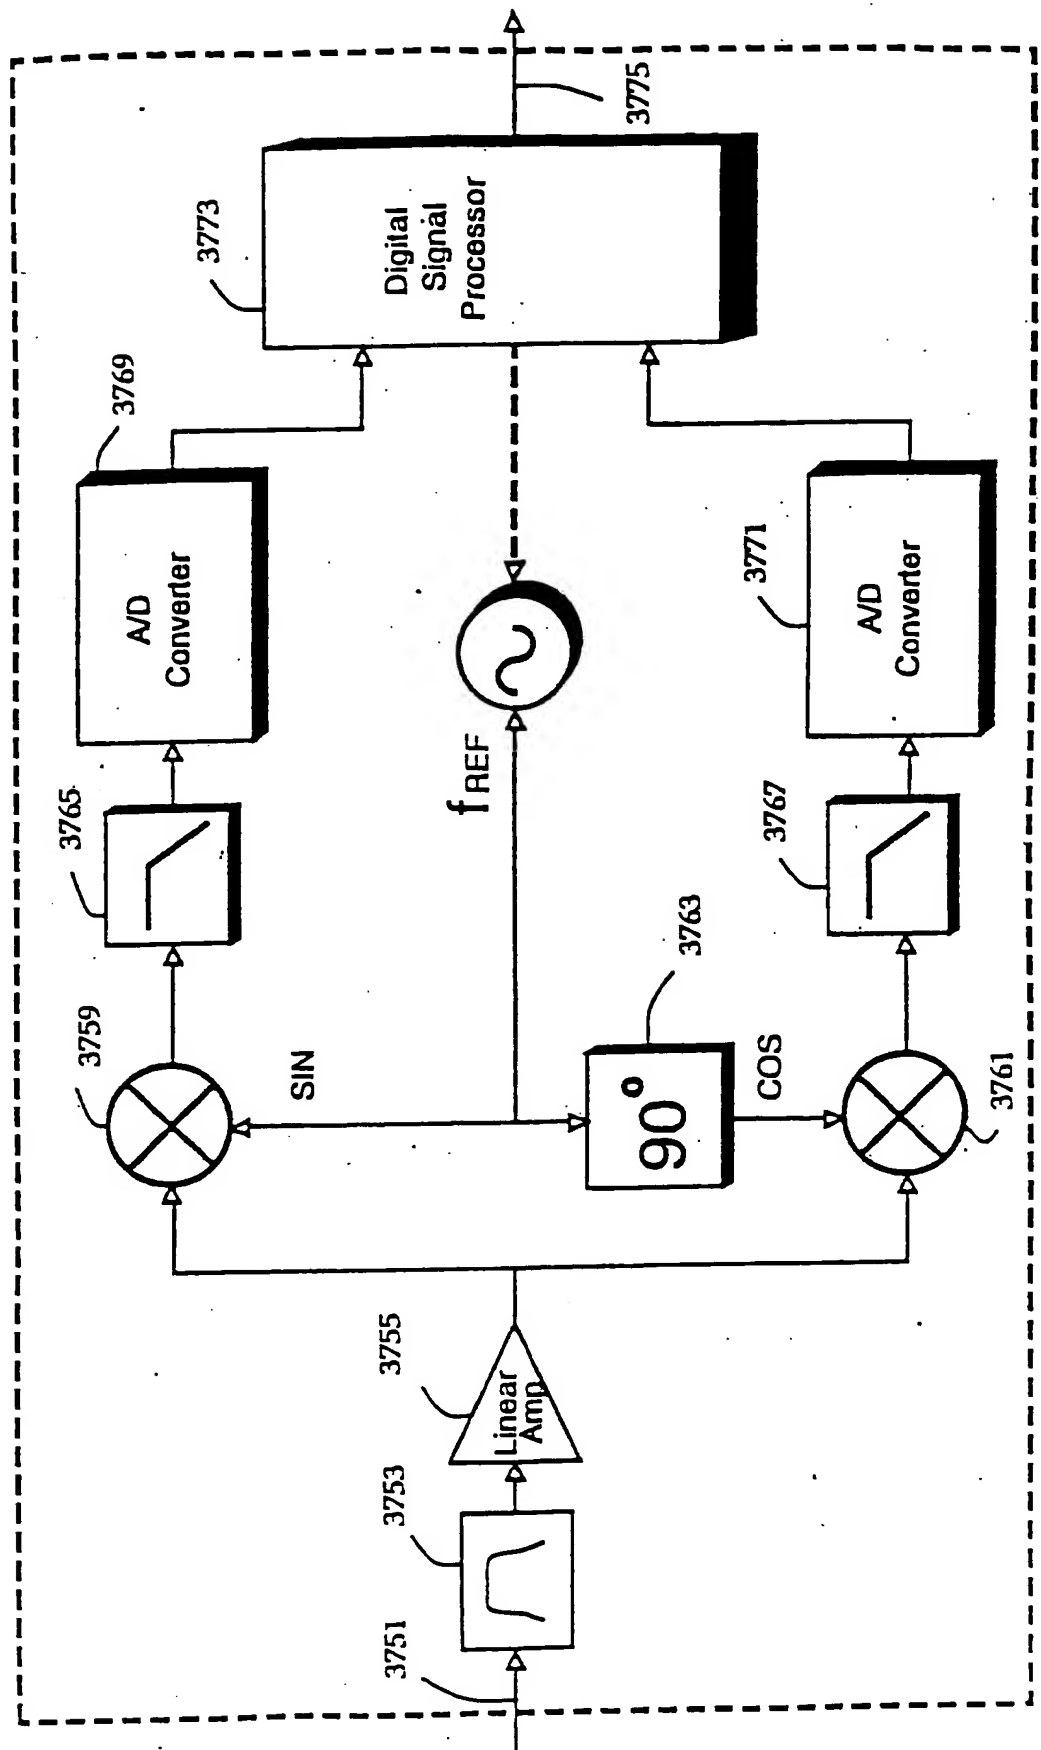 3751
3753
Linear
Amp
3755
3759
SIN
90°
3763
COS
3761
3765
f REF
3767
A/D
Converter
3769
A/D
Converter
3771
Digital
Signal
Processor
3773
3775